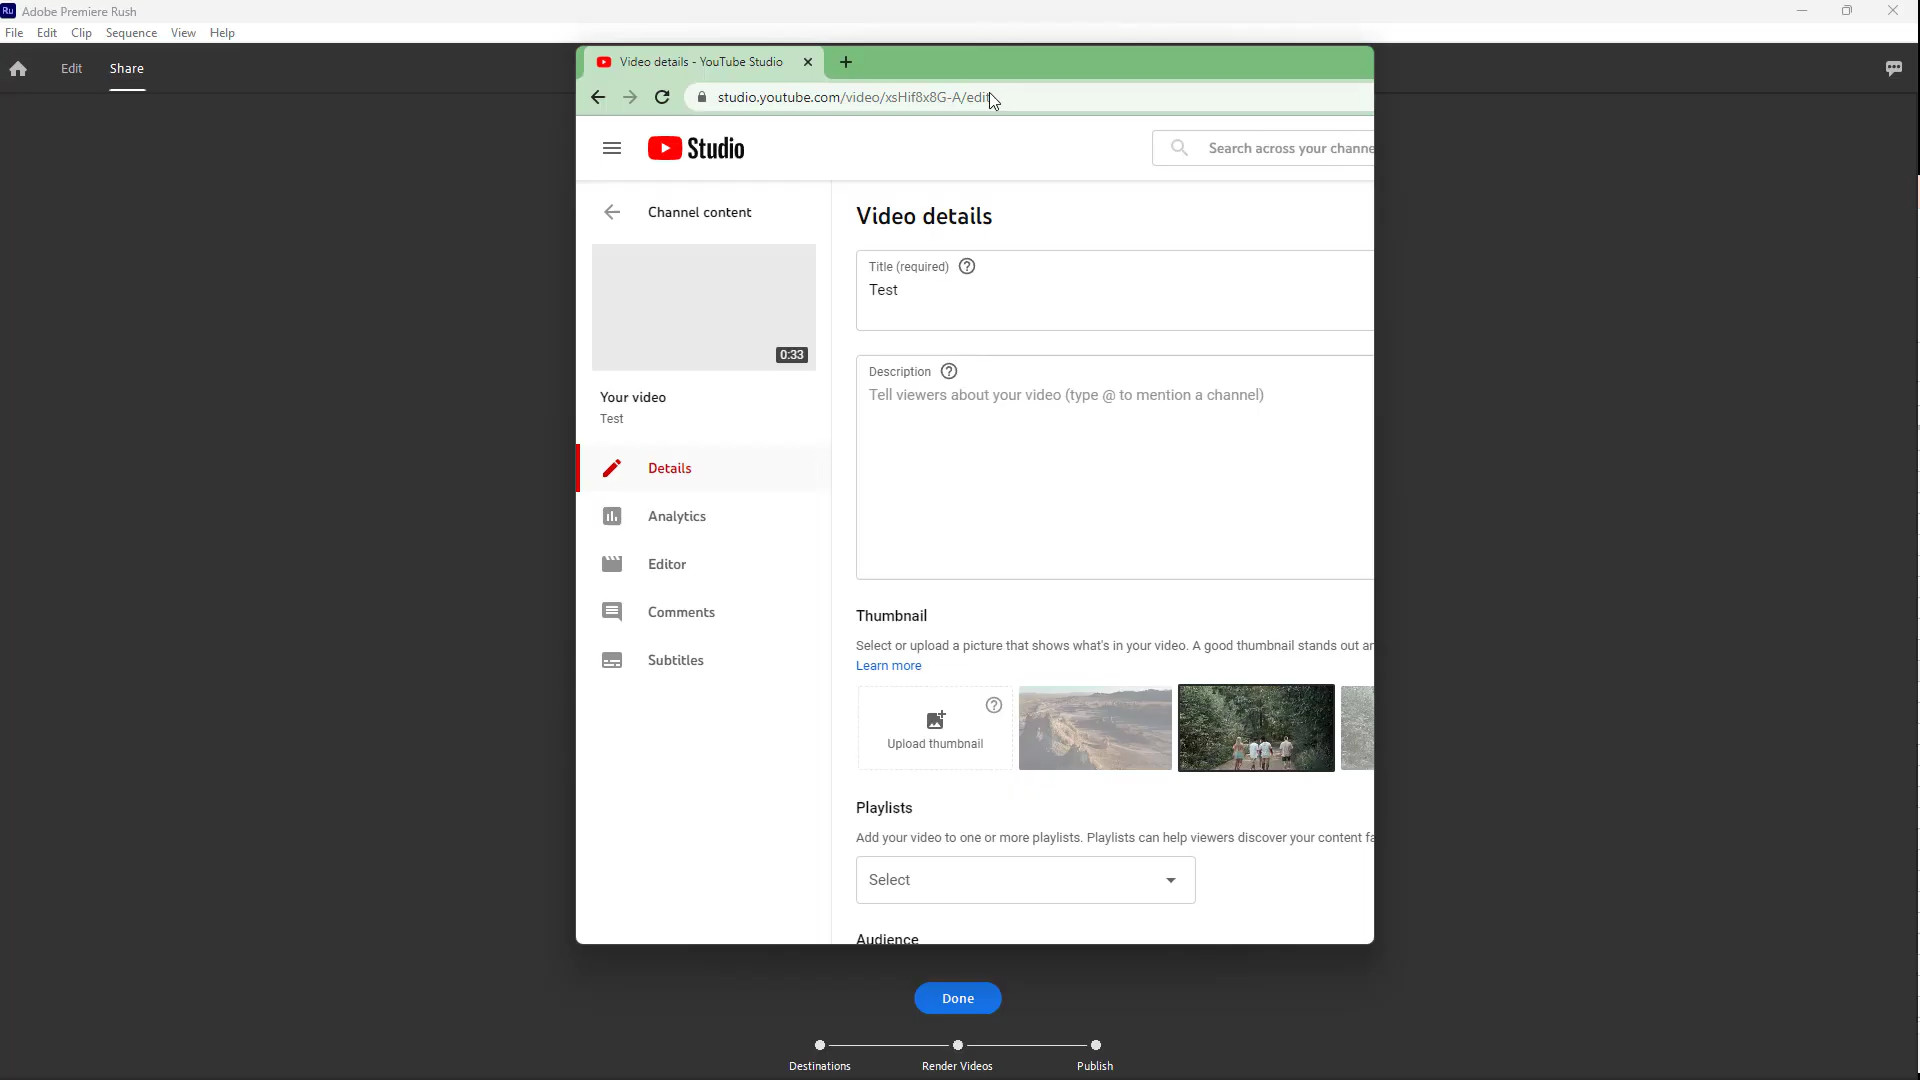 Ru Adobe Premiere Rush
File Edit Clip Sequence View Help
Edit Share
Video details - YouTube Studio
studio.youtube.com/video/xsHif8x8G-A/edit
Studio
Search across your channe
Channel content
0:33
Your video
Test
Details
Analytics
Editor
Comments
Subtitles
Video details
Title (required)
Test
Description
Tell viewers about your video (type @ to mention a channel)
Thumbnail
Select or upload a picture that shows what's in your video. A good thumbnail stands out ar
Learn more
Upload thumbnail
Playlists
Add your video to one or more playlists. Playlists can help viewers discover your content fa
Select
Audience
Done
Destinations Render Videos Publish